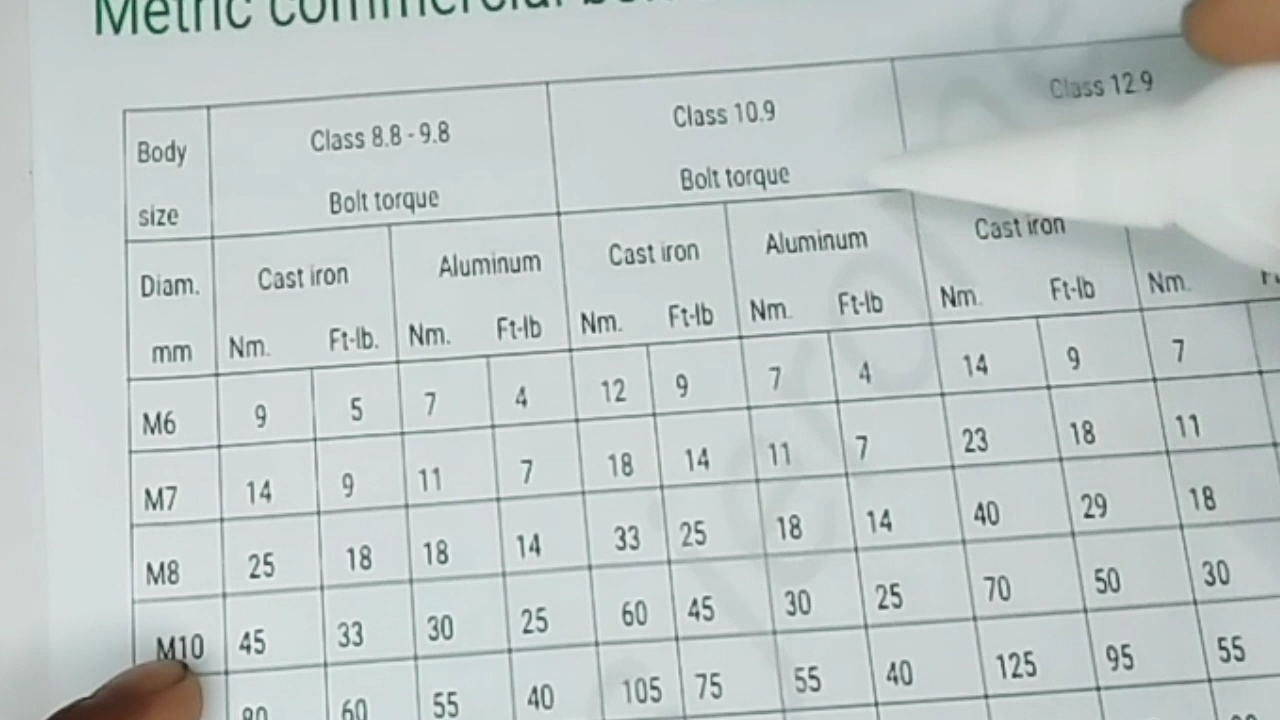 Metric commercial
Body size Class 8.8 - 9.8 Bolt torque Class 10.9 Bolt torque Class 12.9
Diam. mm Cast iron Aluminum Cast iron Aluminum Cast iron
Nm. Ft-lb. Nm. Ft-lb Nm. Ft-lb Nm. Ft-lb Nm. Ft-lb Nm.
M6 9 5 7 4 12 9 7 4 14 9 7
M7 14 9 11 7 18 14 11 7 23 18 11
M8 25 18 18 14 33 25 18 14 40 29 18
M10 45 33 30 25 60 45 30 25 70 50 30
80 60 55 40 105 75 55 40 125 95 55